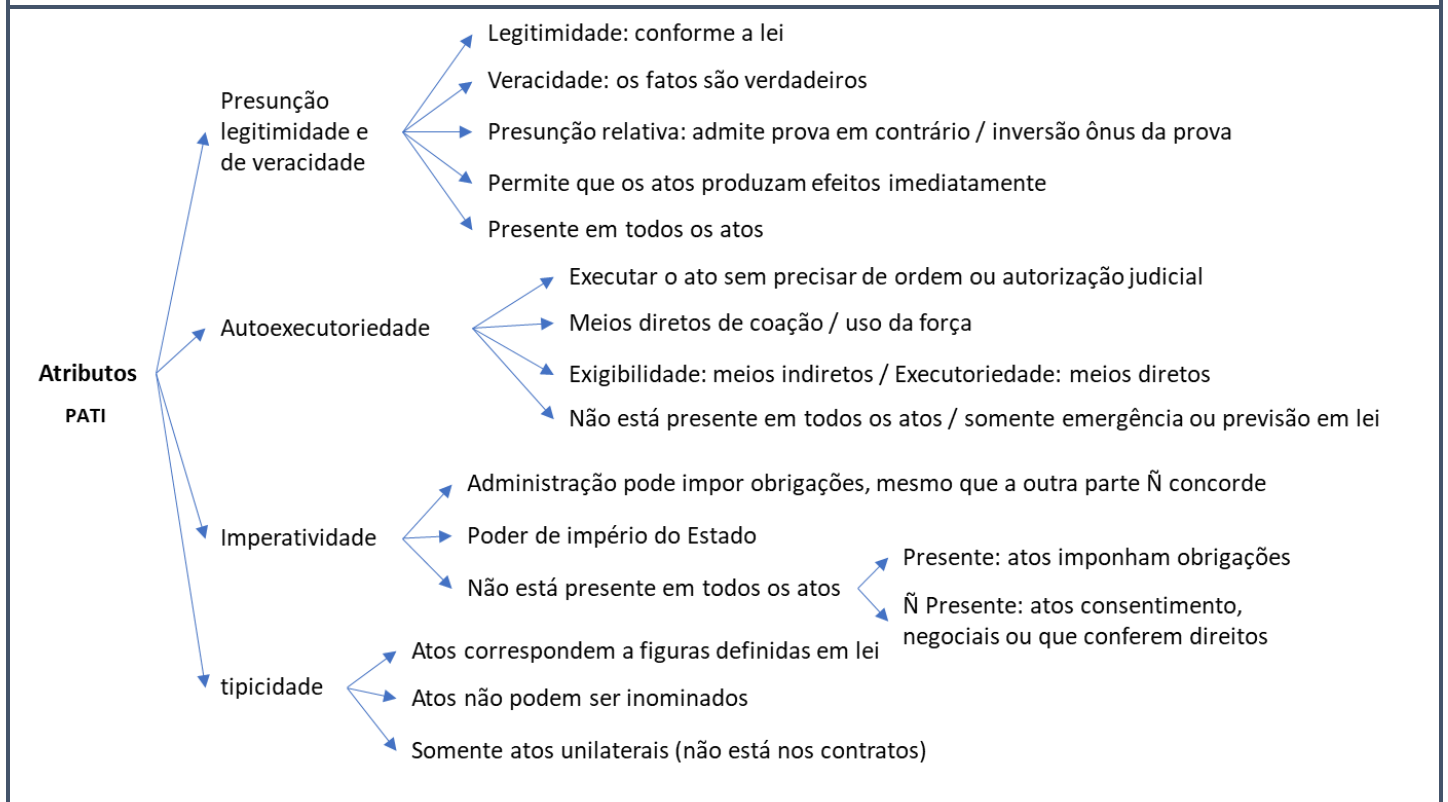 Atributos
PATI
Presunção
legitimidade e
de veracidade
Legitimidade: conforme a lei
Veracidade: os fatos são verdadeiros
Presunção relativa: admite prova em contrário / inversão ônus da prova
Permite que os atos produzam efeitos imediatamente
Presente em todos os atos
Autoexecutoriedade
Executar o ato sem precisar de ordem ou autorização judicial
Meios diretos de coação / uso da força
Exigibilidade: meios indiretos / Executoriedade: meios diretos
Não está presente em todos os atos / somente emergência ou previsão em lei
Imperatividade
Administração pode impor obrigações, mesmo que a outra parte Ñ concorde
Poder de império do Estado
Não está presente em todos os atos
Presente: atos imponham obrigações
Ñ Presente: atos consentimento,
negociais ou que conferem direitos
tipicidade
Atos correspondem a figuras definidas em lei
Atos não podem ser inominados
Somente atos unilaterais (não está nos contratos)